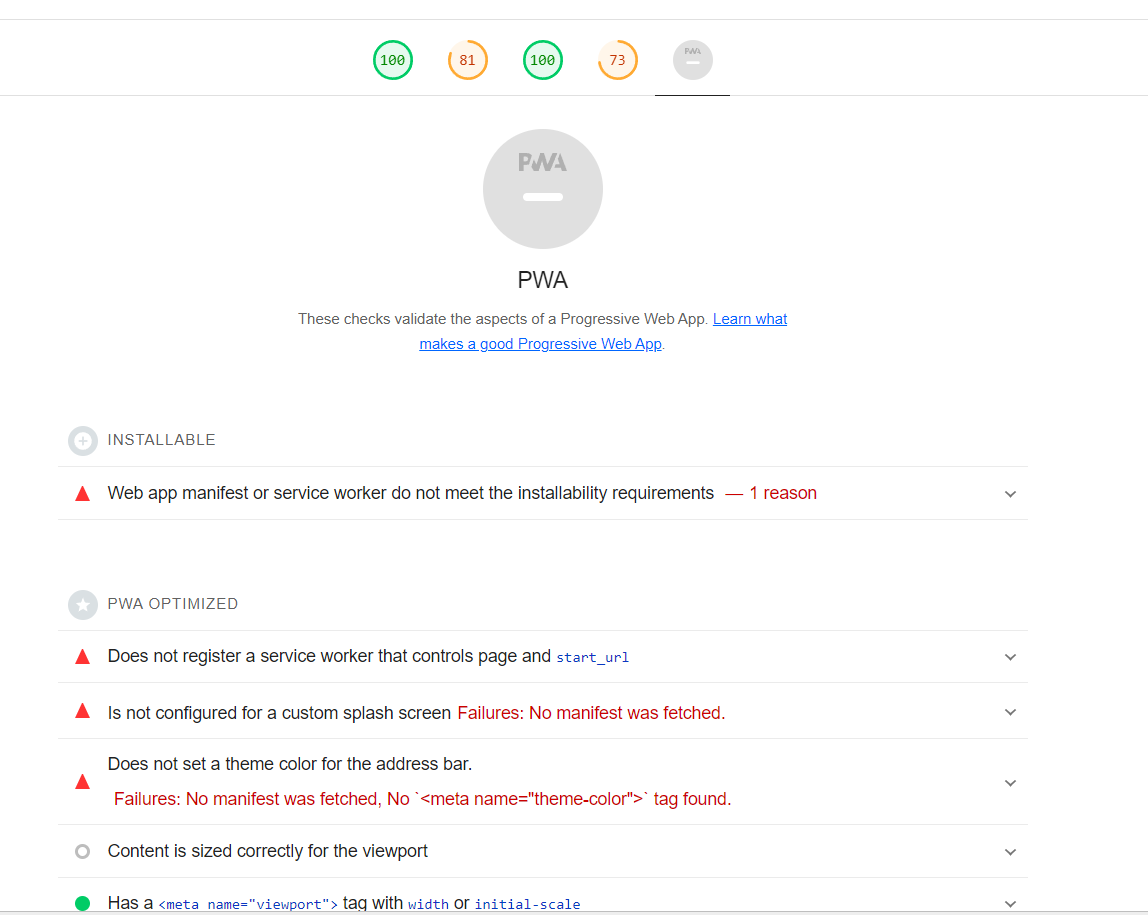 100 81 100 73 PWA
PWA
PWA
These checks validate the aspects of a Progressive Web App. Learn what
makes a good Progressive Web App.
INSTALLABLE
Web app manifest or service worker do not meet the installability requirements — 1 reason
PWA OPTIMIZED
Does not register a service worker that controls page and start_url
Is not configured for a custom splash screen Failures: No manifest was fetched.
Does not set a theme color for the address bar.
Failures: No manifest was fetched, No `<meta name="theme-color">` tag found.
Content is sized correctly for the viewport
Has a <meta name="viewport"> tag with width or initial-scale